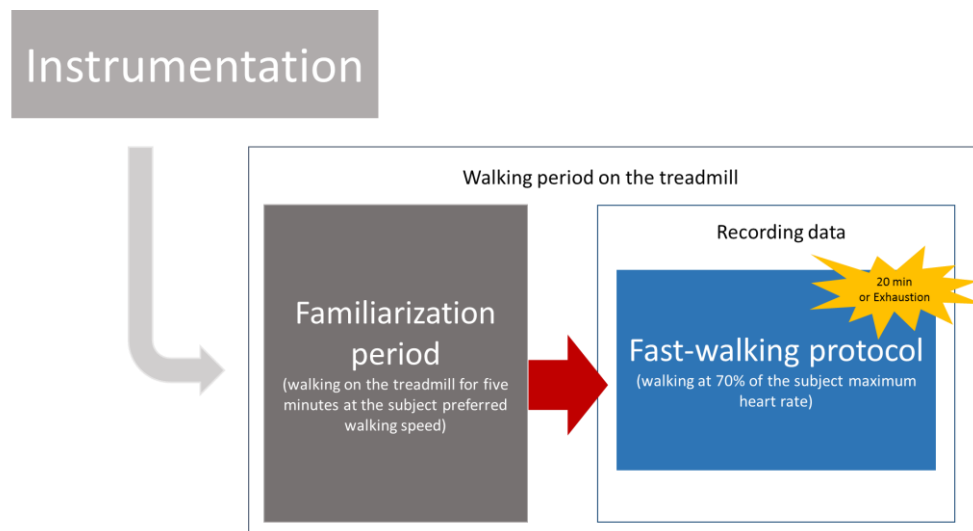 Instrumentation
Walking period on the treadmill
Familiarization
period
(walking on the treadmill for five
minutes at the subject preferred
walking speed)
Recording data
20 min
or Exhaustion
Fast-walking protocol
(walking at 70% of the subject maximum
heart rate)